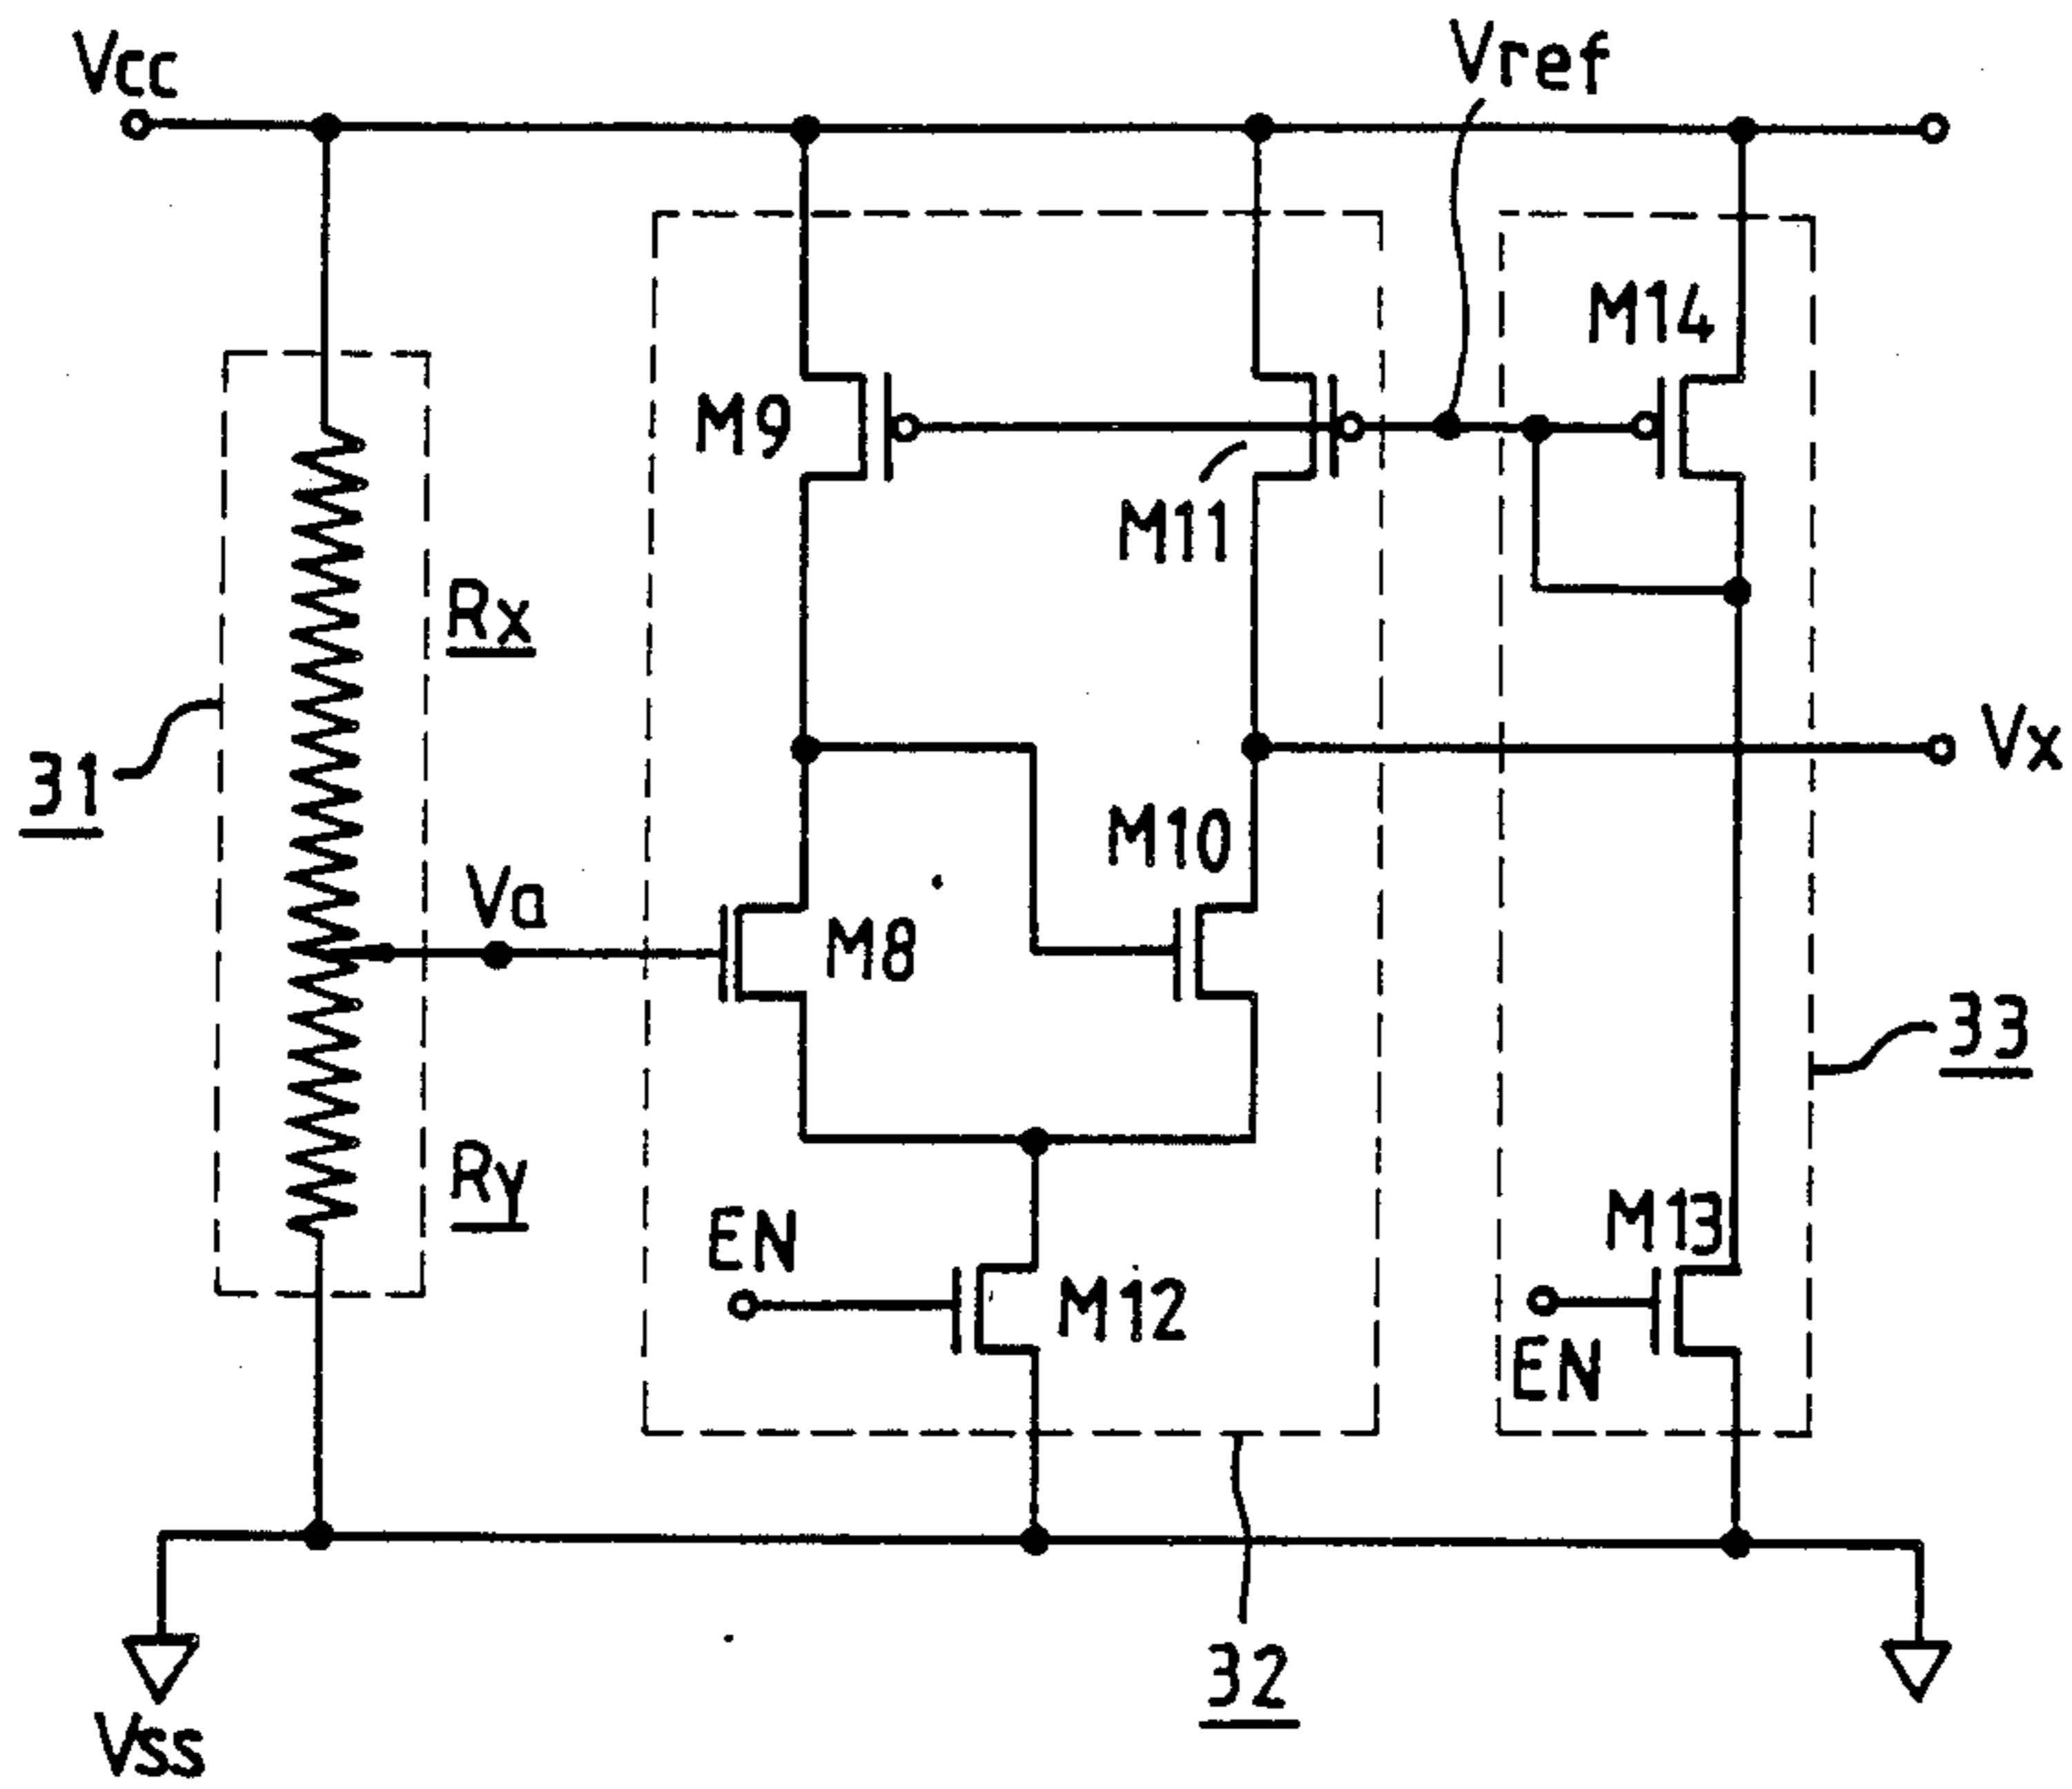 Vcc
Vref
M14
M9
M11
Rx
Vx
31
M10
Va
M8
33
Ry
M13
EN
M12
EN
32
Vss